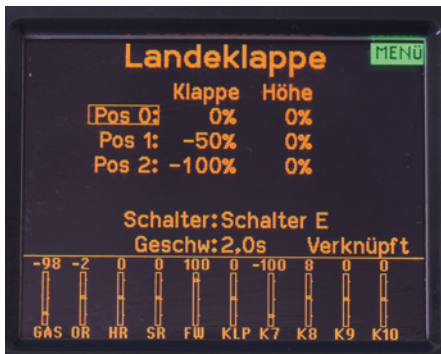 Landeklappe
MENÜ
Klappe Höhe
Pos 0: 0% 0%
Pos 1: -50% 0%
Pos 2: -100% 0%
Schalter:Schalter E
Geschw:2,0s Verknüpft
-98 -2 0 0 100 0 -100 8 0 0
GAS QR HR SR FW KLP K7 K8 K9 K10